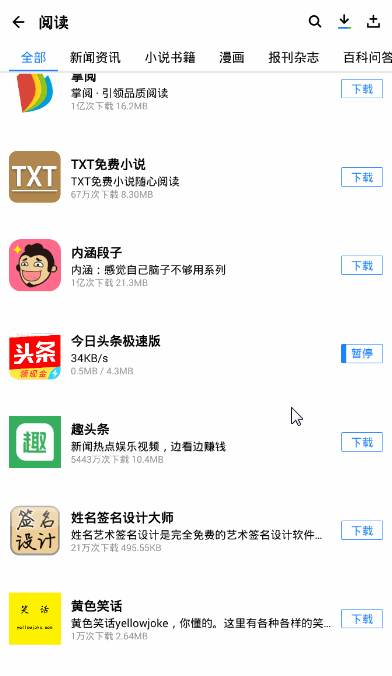 阅读
全部 新闻资讯 小说书籍 漫画 报刊杂志 百科问答
掌阅
掌阅 · 引领品质阅读
1亿次下载 16.2MB
下载
TXT
TXT免费小说
TXT免费小说随心阅读
67万次下载 8.30MB
下载
内涵段子
内涵：感觉自己脑子不够用系列
1亿次下载 21.3MB
下载
头条
领现金
今日头条极速版
34KB/s
0.5MB / 4.3MB
暂停
趣
趣头条
新闻热点娱乐视频，边看边赚钱
5443万次下载 10.4MB
下载
签名
设计
姓名签名设计大师
姓名艺术签名设计是完全免费的艺术签名设计软件...
21万次下载 495.55KB
下载
笑 话
yellowjoke.com
黄色笑话
黄色笑话yellowjoke，你懂的。这里有各种各样的笑...
1万次下载 2.64MB
下载